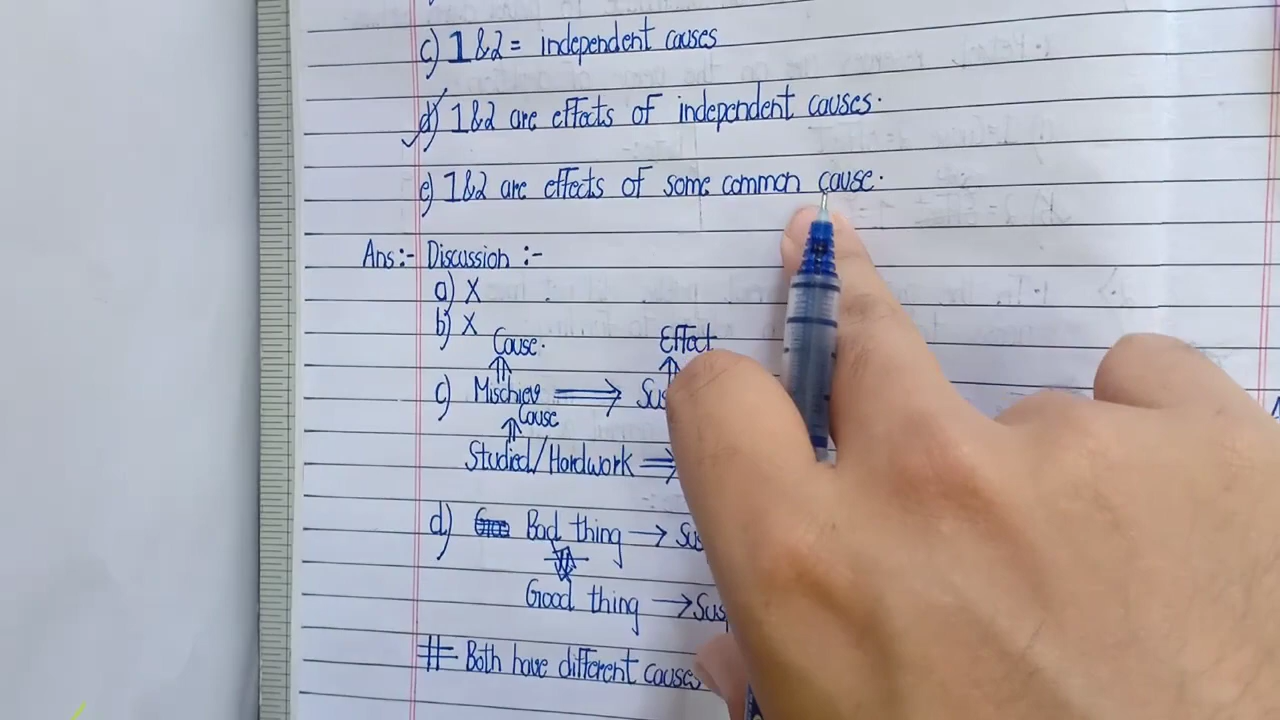 c) 1&2 = independent causes
d) 1&2 are effects of independent causes.
e) 1&2 are effects of some common cause.
Ans:- Discussion :-
a) X
b) X
Cause. Effect
c) Mischiev ⟹ Sus
Cause
Studied/Hardwork ⟹
d) Bad thing → Sus
Good thing → Sus
# Both have different causes